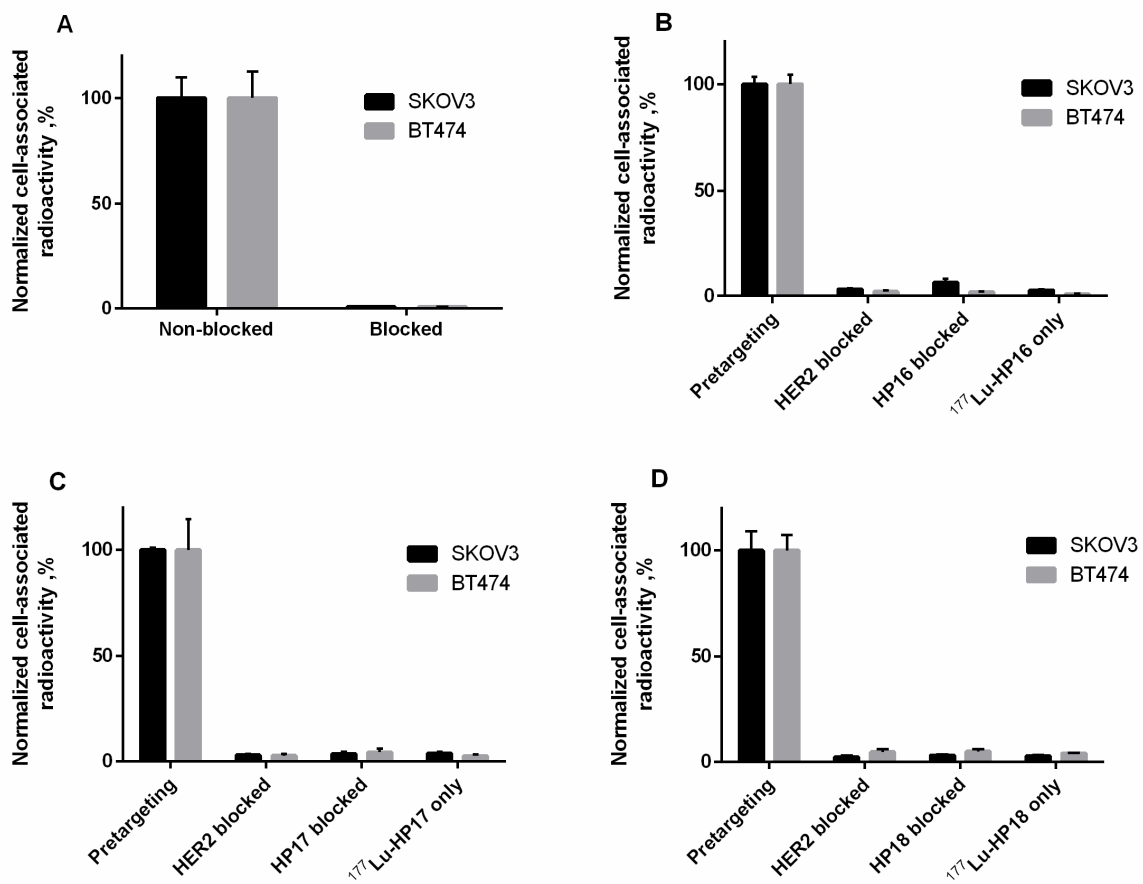 A
Normalized cell-associated
radioactivity ,%
100
50
0
SKOV3
BT474
Non-blocked
Blocked
B
Normalized cell-associated
radioactivity ,%
100
50
0
SKOV3
BT474
Pretargeting
HER2 blocked
HP16 blocked
177Lu-HP16 only
C
Normalized cell-associated
radioactivity ,%
100
50
0
SKOV3
BT474
Pretargeting
HER2 blocked
HP17 blocked
177Lu-HP17 only
D
Normalized cell-associated
radioactivity ,%
100
50
0
SKOV3
BT474
Pretargeting
HER2 blocked
HP18 blocked
177Lu-HP18 only